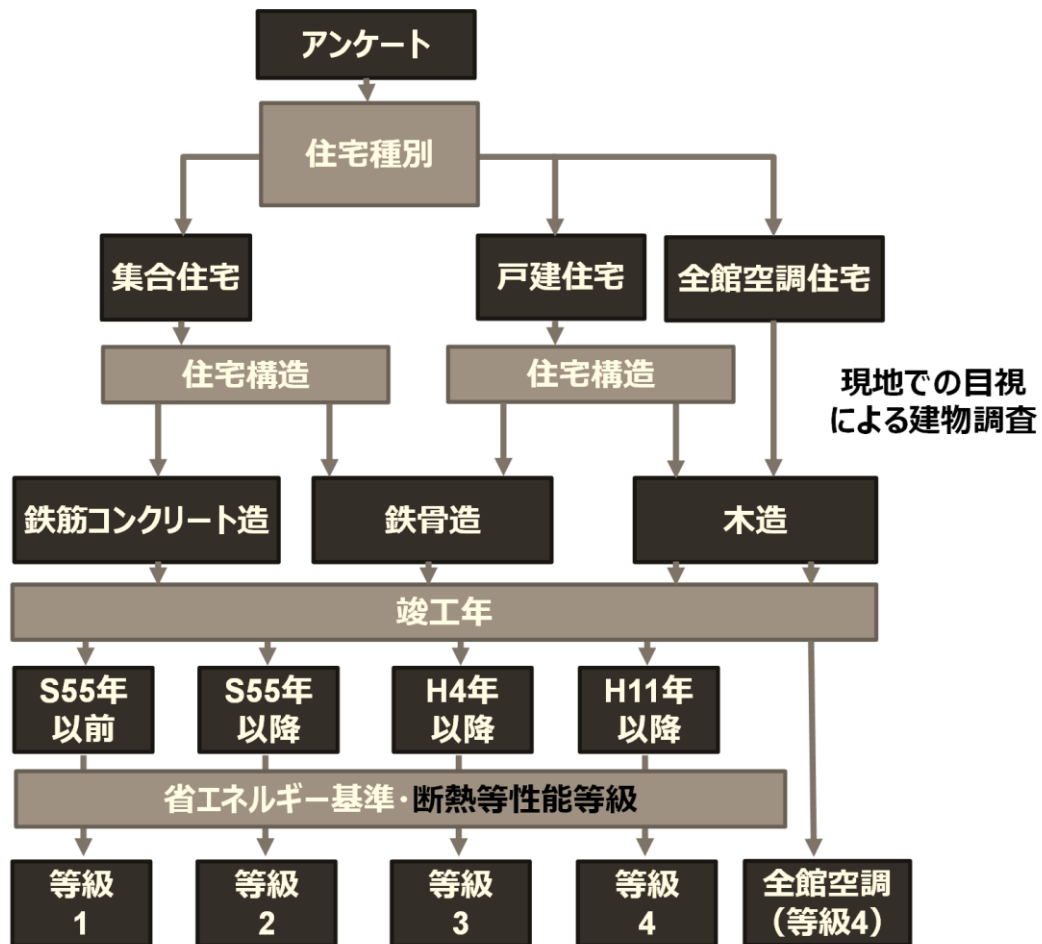 アンケート
住宅種別
集合住宅
戸建住宅
全館空調住宅
住宅構造
住宅構造
現地での目視
による建物調査
鉄筋コンクリート造
鉄骨造
木造
竣工年
S55年
以前
S55年
以降
H4年
以降
H11年
以降
省エネルギー基準・断熱等性能等級
等級
1
等級
2
等級
3
等級
4
全館空調
（等級4）